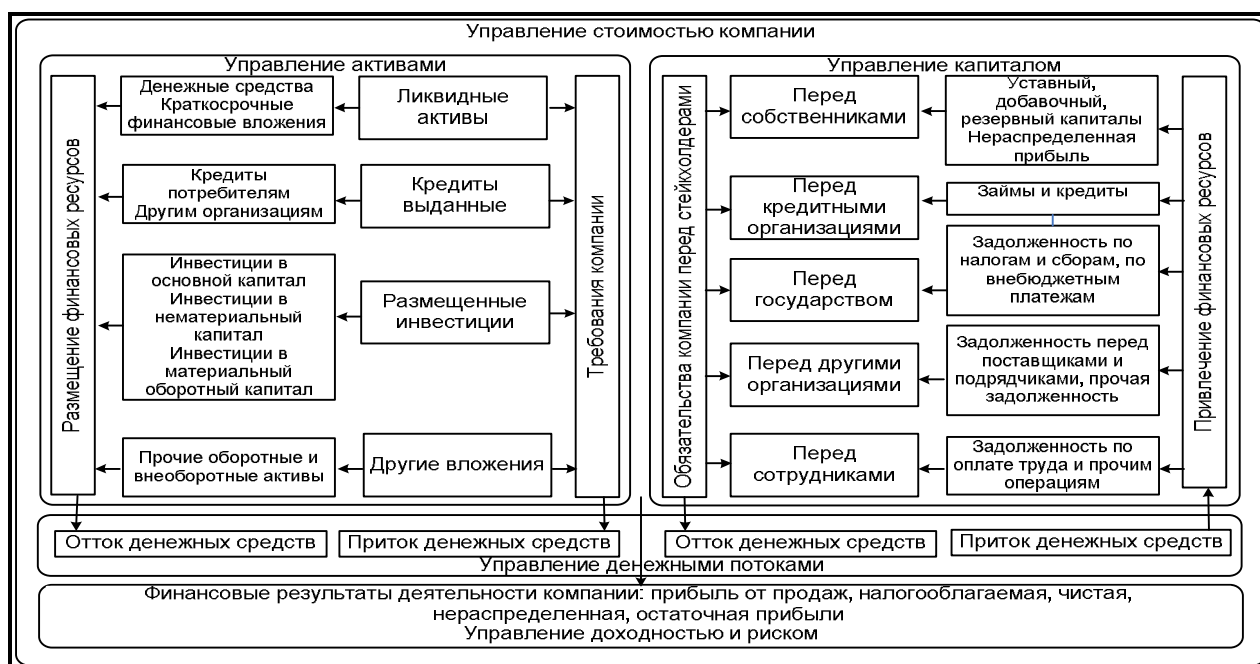 Управление стоимостью компании
Управление активами
Размещение финансовых ресурсов
Денежные средства
Краткосрочные
финансовые вложения
Ликвидные
активы
Кредиты
потребителям
Другим организациям
Кредиты
выданные
Инвестиции в
основной капитал
Инвестиции в
нематериальный
капитал
Инвестиции в
материальный
оборотный капитал
Размещенные
инвестиции
Прочие оборотные и
внеоборотные активы
Другие вложения
Требования компании
Управление капиталом
Обязательства компании перед стейкхолдерами
Перед
собственниками
Уставный,
добавочный,
резервный капиталы
Нераспределенная
прибыль
Перед
кредитными
организациями
Займы и кредиты
Перед
государством
Задолженность по
налогам и сборам, по
внебюджетным
платежам
Перед другими
организациями
Задолженность перед
поставщиками и
подрядчиками, прочая
задолженность
Перед
сотрудниками
Задолженность по
оплате труда и прочим
операциям
Привлечение финансовых ресурсов
Отток денежных средств
Приток денежных средств
Отток денежных средств
Приток денежных средств
Управление денежными потоками
Финансовые результаты деятельности компании: прибыль от продаж, налогооблагаемая, чистая,
нераспределенная, остаточная прибыли
Управление доходностью и риском